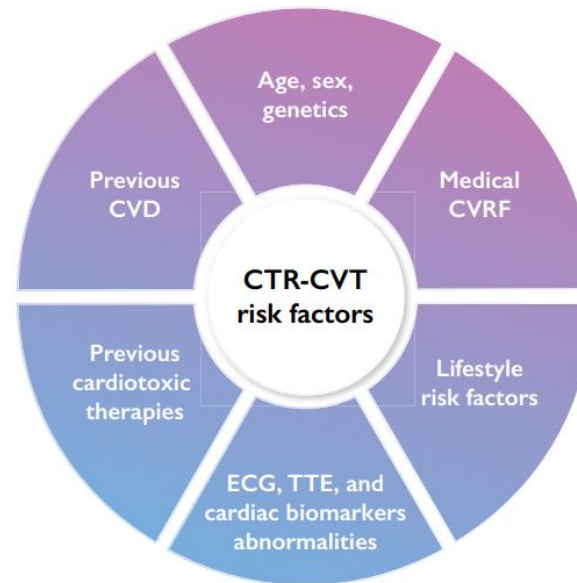 Age, sex,
genetics
Previous
CVD
Medical
CVRF
CTR-CVT
risk factors
Previous
cardiotoxic
therapies
Lifestyle
risk factors
ECG, TTE, and
cardiac biomarkers
abnormalities